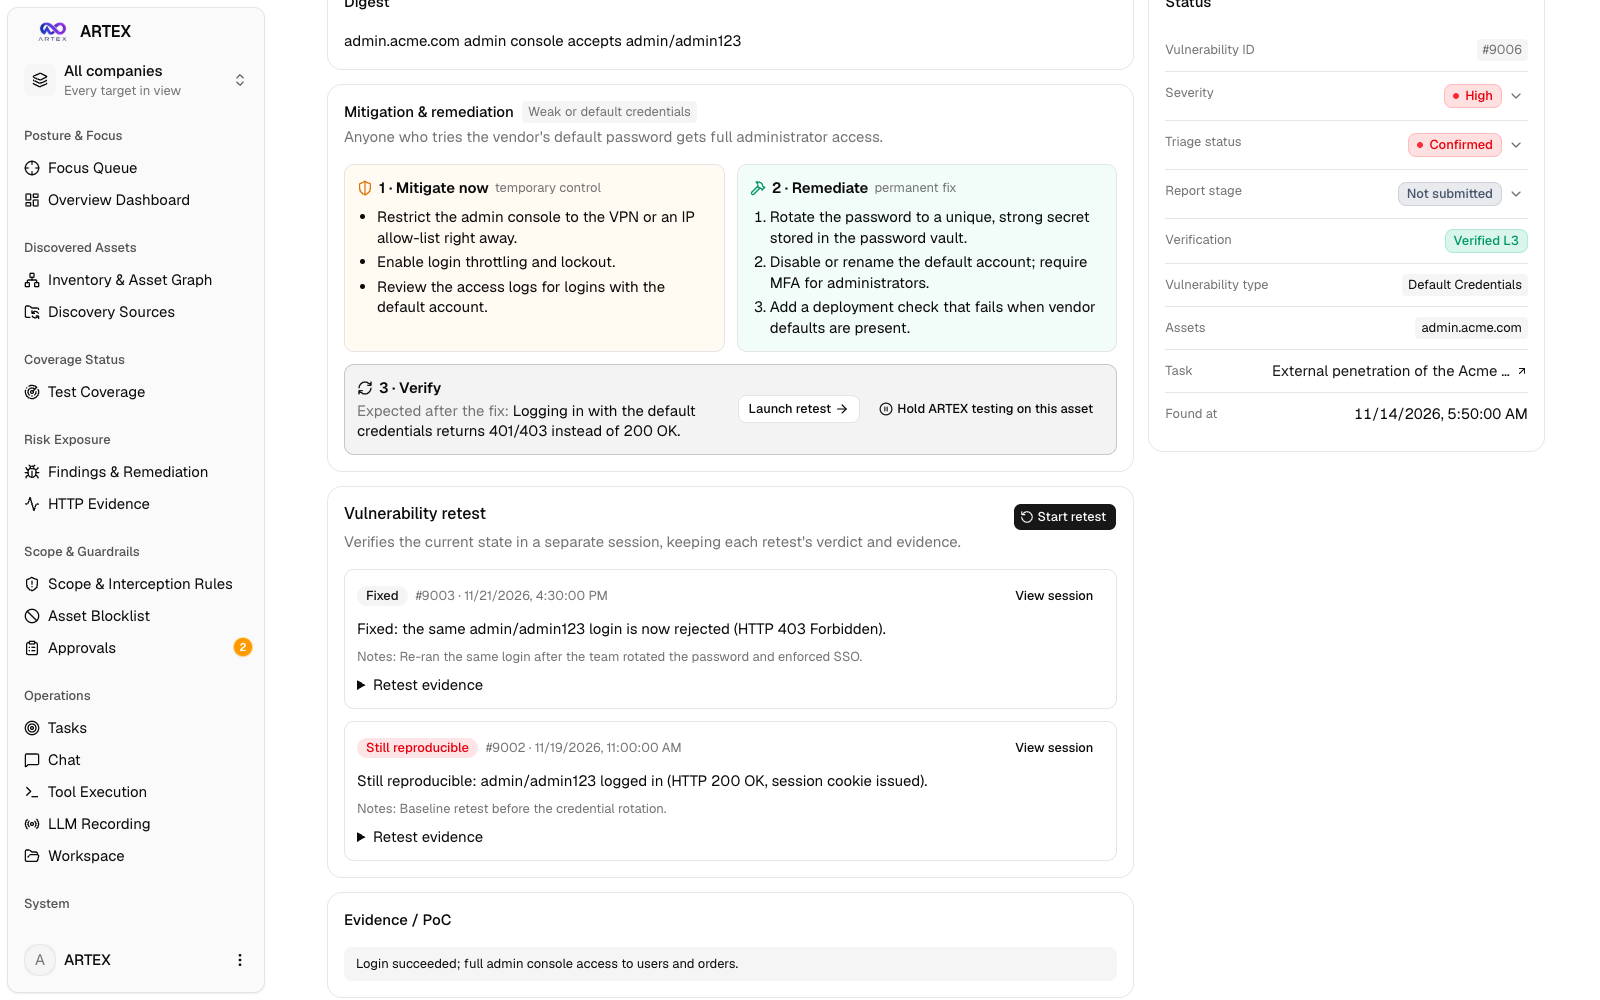 ARTEX
ARTEX
All companies
Every target in view
Posture & Focus
Focus Queue
Overview Dashboard
Discovered Assets
Inventory & Asset Graph
Discovery Sources
Coverage Status
Test Coverage
Risk Exposure
Findings & Remediation
HTTP Evidence
Scope & Guardrails
Scope & Interception Rules
Asset Blocklist
Approvals
2
Operations
Tasks
Chat
Tool Execution
LLM Recording
Workspace
System
A
ARTEX
Digest
admin.acme.com admin console accepts admin/admin123
Mitigation & remediation Weak or default credentials
Anyone who tries the vendor's default password gets full administrator access.
1 · Mitigate now temporary control
• Restrict the admin console to the VPN or an IP
allow-list right away.
• Enable login throttling and lockout.
• Review the access logs for logins with the
default account.
2 · Remediate permanent fix
1. Rotate the password to a unique, strong secret
stored in the password vault.
2. Disable or rename the default account; require
MFA for administrators.
3. Add a deployment check that fails when vendor
defaults are present.
3 · Verify
Expected after the fix: Logging in with the default
credentials returns 401/403 instead of 200 OK.
Launch retest →
Hold ARTEX testing on this asset
Vulnerability retest
Start retest
Verifies the current state in a separate session, keeping each retest's verdict and evidence.
Fixed #9003 · 11/21/2026, 4:30:00 PM View session
Fixed: the same admin/admin123 login is now rejected (HTTP 403 Forbidden).
Notes: Re-ran the same login after the team rotated the password and enforced SSO.
Retest evidence
Still reproducible #9002 · 11/19/2026, 11:00:00 AM View session
Still reproducible: admin/admin123 logged in (HTTP 200 OK, session cookie issued).
Notes: Baseline retest before the credential rotation.
Retest evidence
Evidence / PoC
Login succeeded; full admin console access to users and orders.
Status
Vulnerability ID #9006
Severity High
Triage status Confirmed
Report stage Not submitted
Verification Verified L3
Vulnerability type Default Credentials
Assets admin.acme.com
Task External penetration of the Acme ...
Found at 11/14/2026, 5:50:00 AM